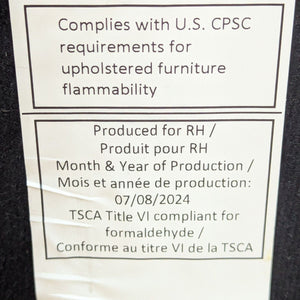 Complies with U.S. CPSC
requirements for
upholstered furniture
flammability
Produced for RH /
Produit pour RH
Month & Year of Production /
Mois et année de production:
07/08/2024
TSCA Title VI compliant for
formaldehyde /
Conforme au titre VI de la TSCA